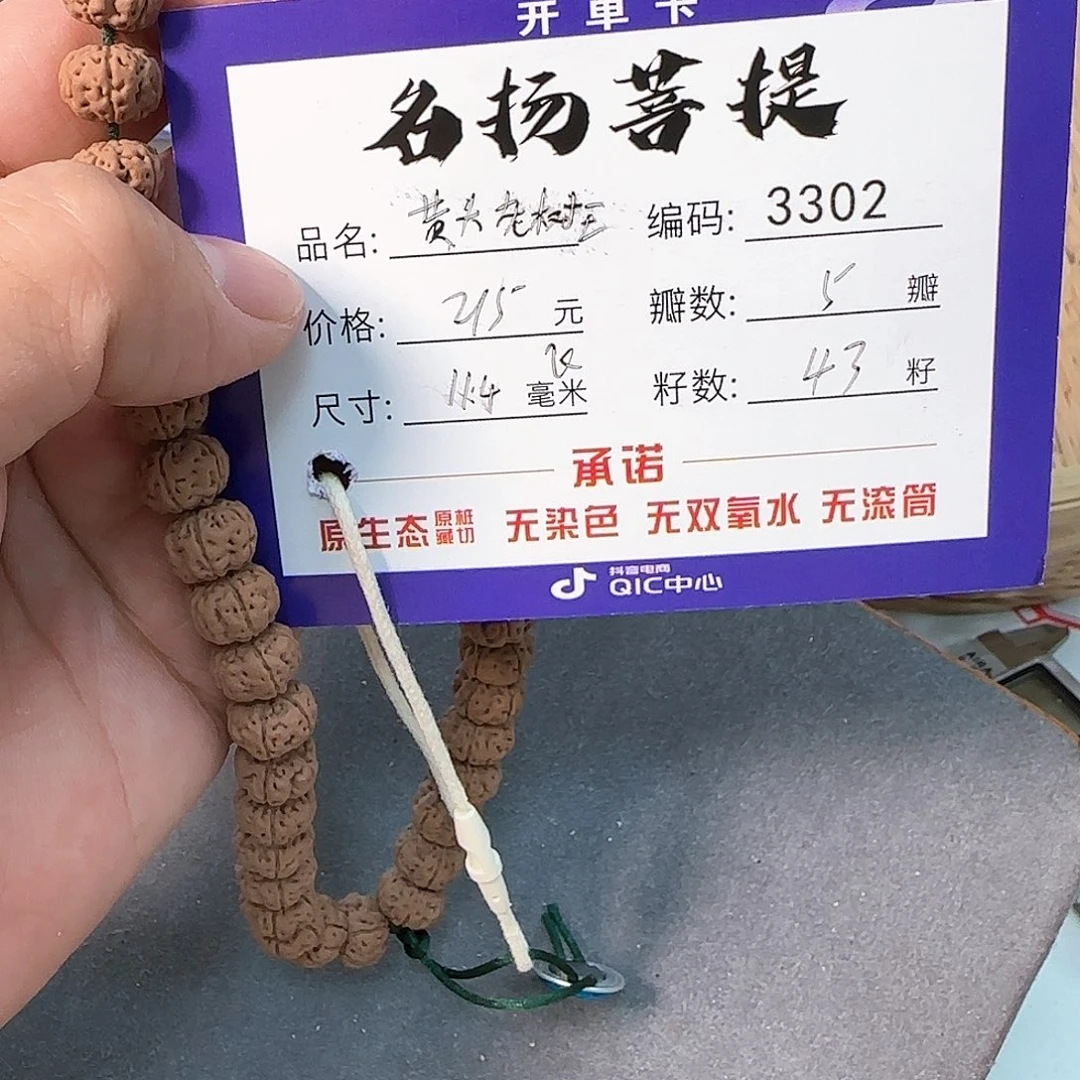 开单卡
名扬菩提
品名: 黄头老树桩 编码: 3302
价格: 215 元 瓣数: 5 瓣
尺寸: 11.4 毫米 籽数: 43 籽
承诺
原生态 原桩藏切 无染色 无双氧水 无滚筒
抖音电商
QIC中心